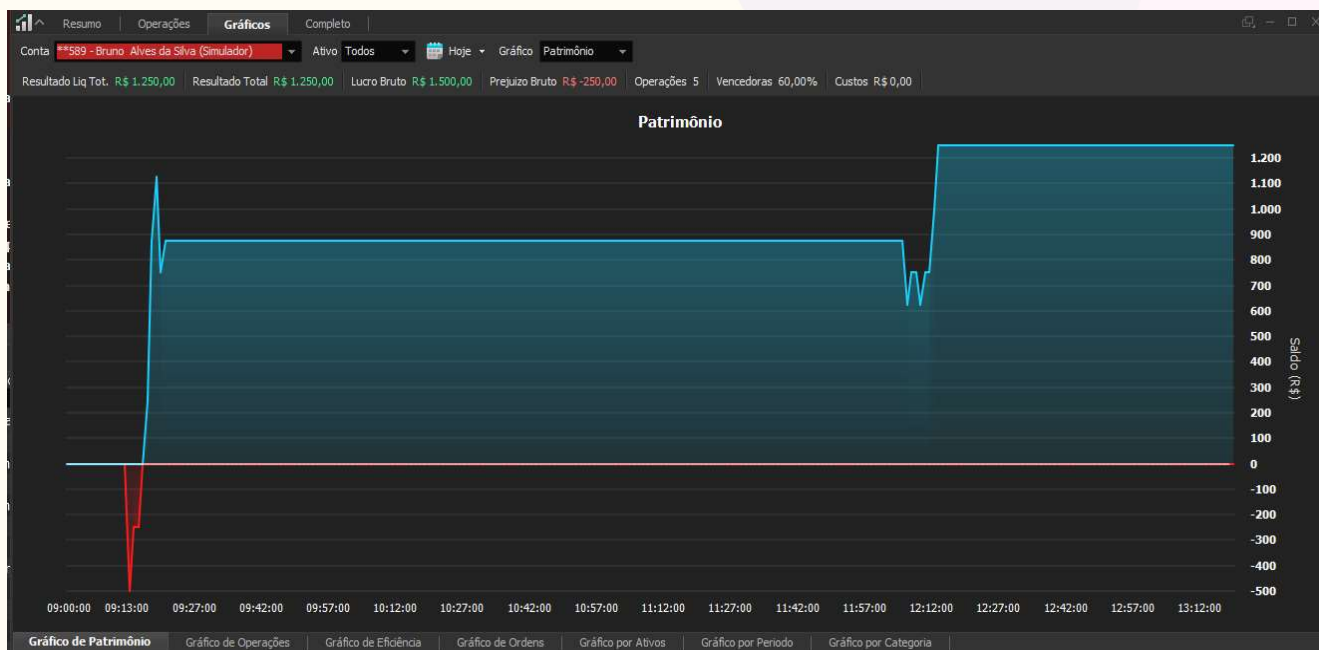 Resumo Operações Gráficos Completo
Conta **589 - Bruno Alves da Silva (Simulador) Ativo Todos Hoje Gráfico Patrimônio
Resultado Liq Tot. R$ 1.250,00 Resultado Total R$ 1.250,00 Lucro Bruto R$ 1.500,00 Prejuizo Bruto R$ -250,00 Operações 5 Vencedoras 60,00% Custos R$ 0,00
Patrimônio
1.200
1.100
1.000
900
800
700
600
500
400
300
200
100
0
-100
-200
-300
-400
-500
Saldo (R$)
09:00:00 09:13:00 09:27:00 09:42:00 09:57:00 10:12:00 10:27:00 10:42:00 10:57:00 11:12:00 11:27:00 11:42:00 11:57:00 12:12:00 12:27:00 12:42:00 12:57:00 13:12:00
Gráfico de Patrimônio Gráfico de Operações Gráfico de Eficiência Gráfico de Ordens Gráfico por Ativos Gráfico por Periodo Gráfico por Categoria